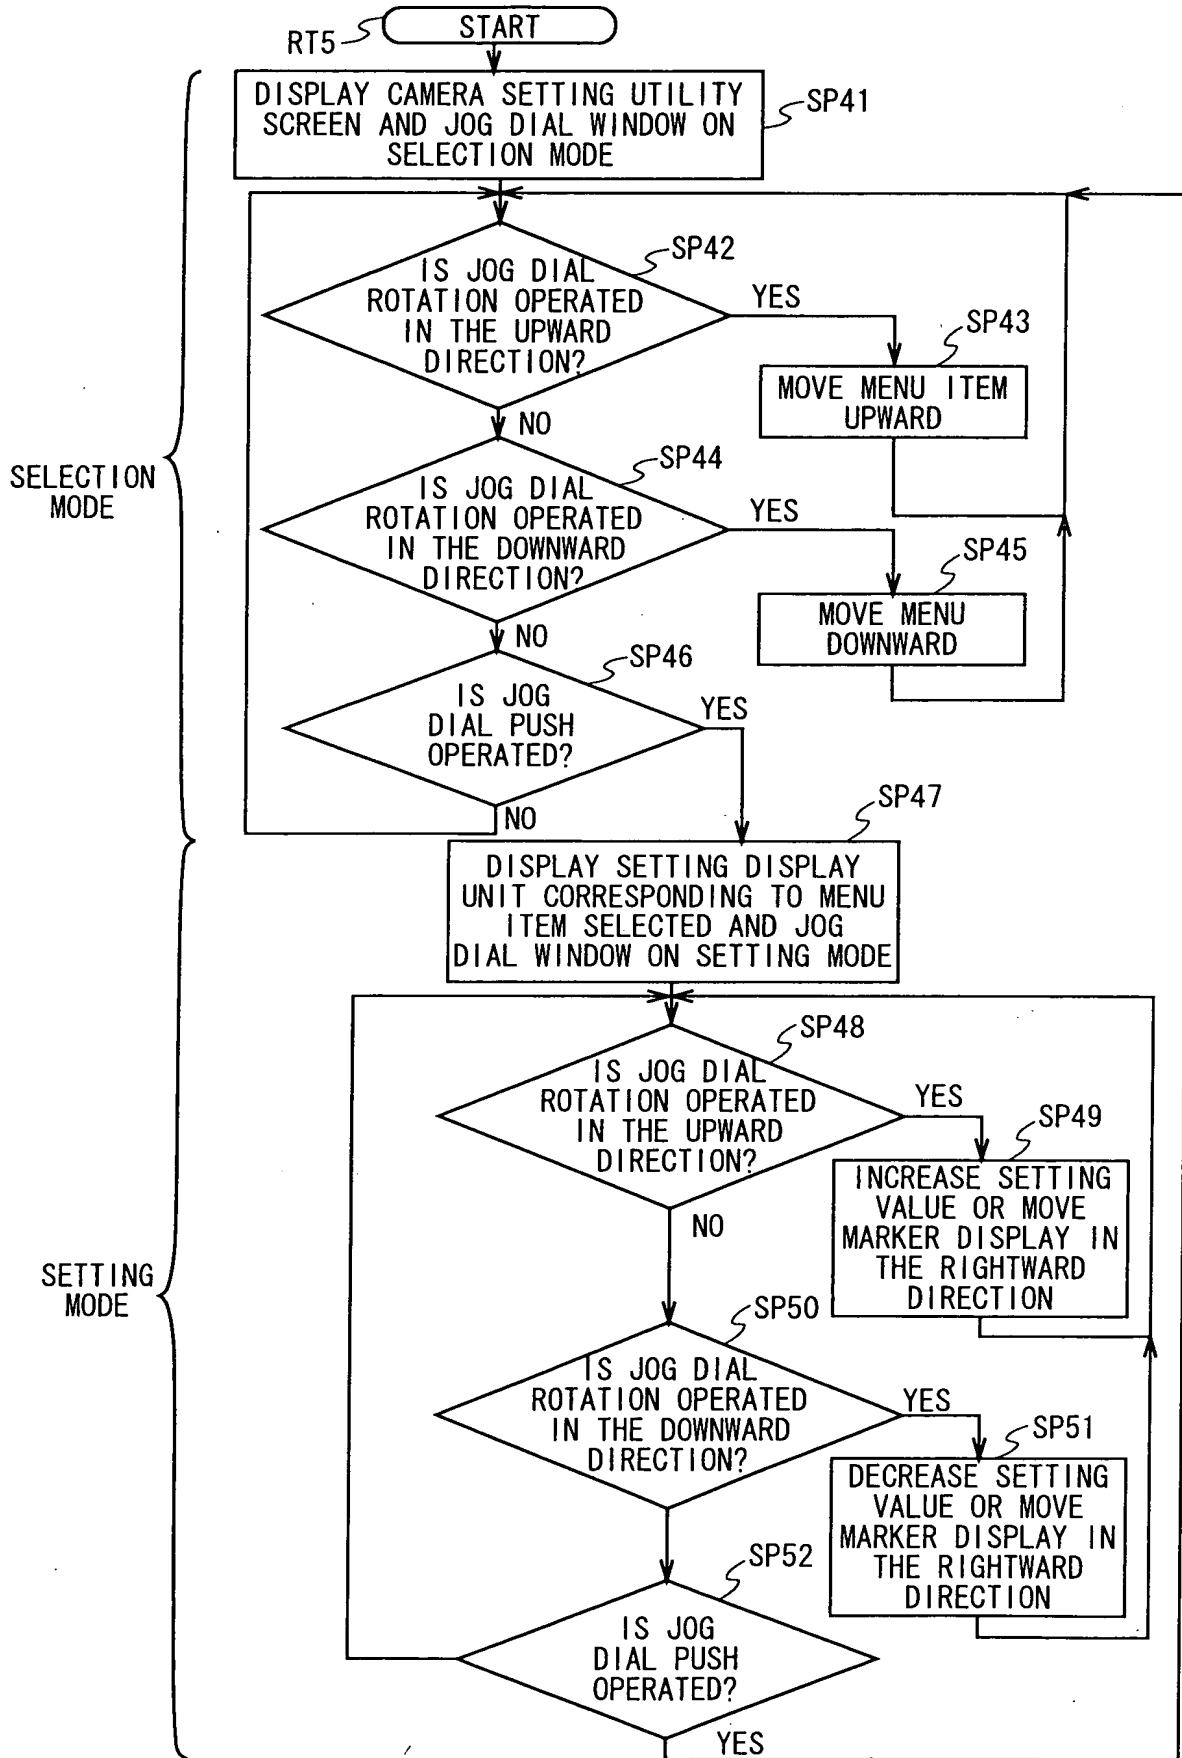 START
RT5
DISPLAY CAMERA SETTING UTILITY
SCREEN AND JOG DIAL WINDOW ON
SELECTION MODE
SP41
IS JOG DIAL
ROTATION OPERATED
IN THE UPWARD
DIRECTION?
SP42
YES
SP43
MOVE MENU ITEM
UPWARD
NO
SELECTION
MODE
SP44
IS JOG DIAL
ROTATION OPERATED
IN THE DOWNWARD
DIRECTION?
YES
SP45
MOVE MENU
DOWNWARD
NO
SP46
IS JOG
DIAL PUSH
OPERATED?
YES
NO
SP47
DISPLAY SETTING DISPLAY
UNIT CORRESPONDING TO MENU
ITEM SELECTED AND JOG
DIAL WINDOW ON SETTING MODE
SP48
IS JOG DIAL
ROTATION OPERATED
IN THE UPWARD
DIRECTION?
YES
SP49
INCREASE SETTING
VALUE OR MOVE
MARKER DISPLAY IN
THE RIGHTWARD
DIRECTION
NO
SETTING
MODE
SP50
IS JOG DIAL
ROTATION OPERATED
IN THE DOWNWARD
DIRECTION?
YES
SP51
DECREASE SETTING
VALUE OR MOVE
MARKER DISPLAY IN
THE RIGHTWARD
DIRECTION
SP52
IS JOG
DIAL PUSH
OPERATED?
YES